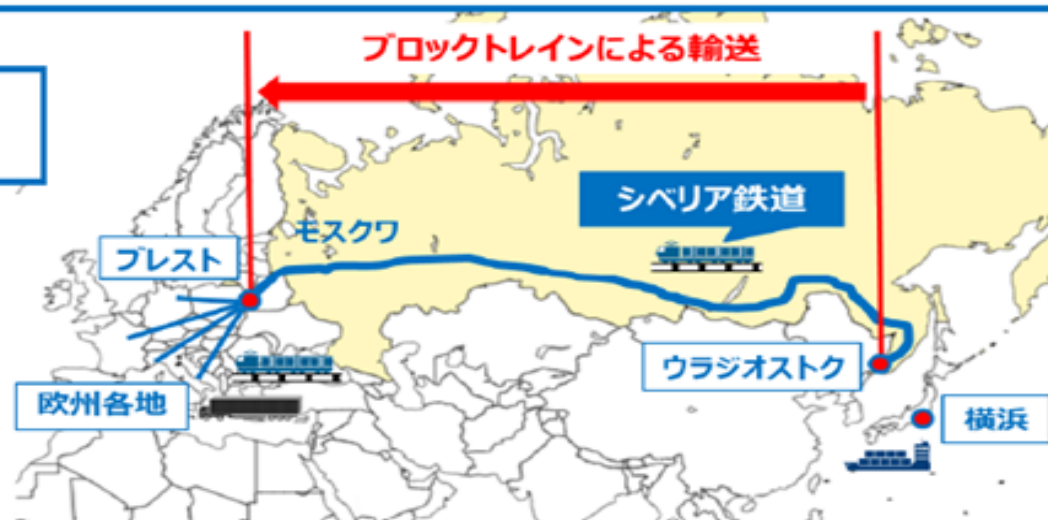 ブロックトレインによる輸送
シベリア鉄道
モスクワ
ブレスト
ウラジオストク
欧州各地
横浜